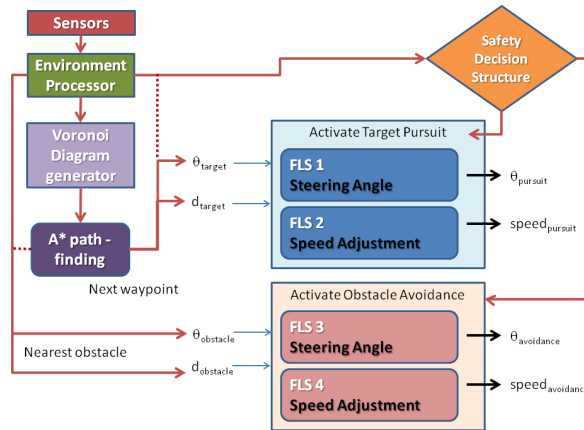 Sensors
Environment
Processor
Voronoi
Diagram
generator
A* path -
finding
Next waypoint
Nearest obstacle
θtarget
dtarget
θobstacle
dobstacle
Safety
Decision
Structure
Activate Target Pursuit
FLS 1
Steering Angle
FLS 2
Speed Adjustment
θpursuit
speedpursuit
Activate Obstacle Avoidance
FLS 3
Steering Angle
FLS 4
Speed Adjustment
θavoidance
speedavoidance